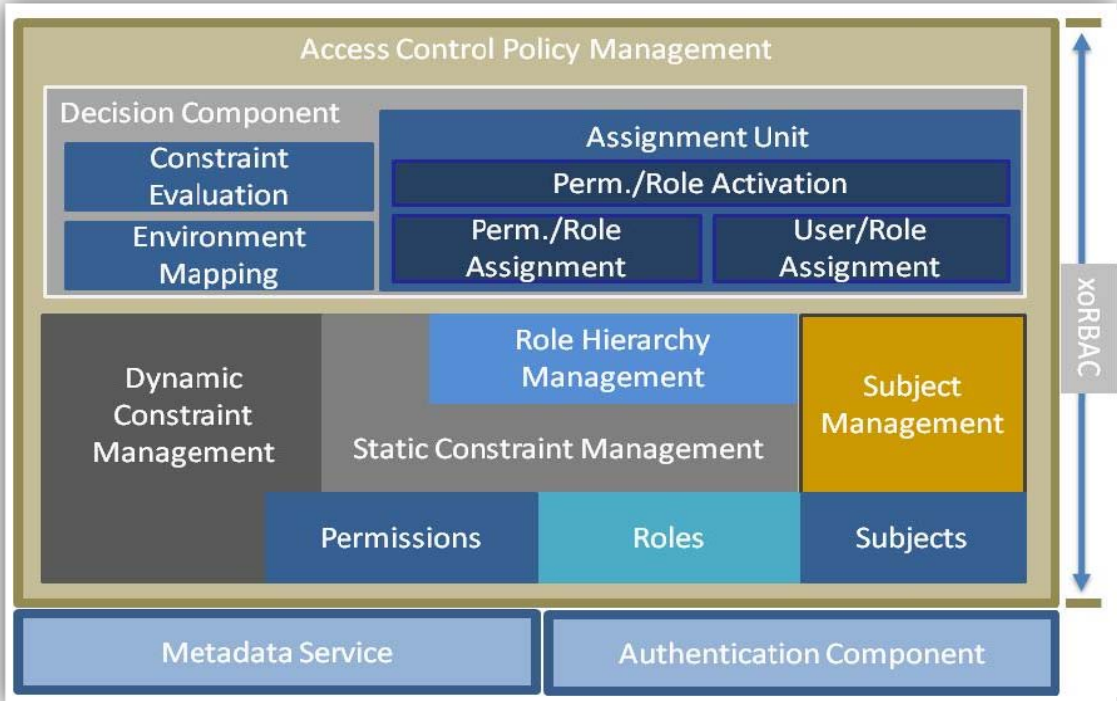 Access Control Policy Management
Decision Component
Constraint
Evaluation
Environment
Mapping
Assignment Unit
Perm./Role Activation
Perm./Role
Assignment
User/Role
Assignment
Dynamic
Constraint
Management
Role Hierarchy
Management
Static Constraint Management
Subject
Management
Permissions
Roles
Subjects
xoRBAC
Metadata Service
Authentication Component